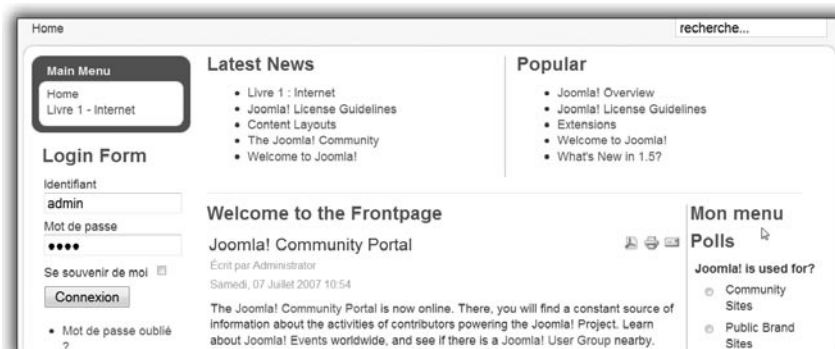 Home
recherche...
Main Menu
Home
Livre 1 - Internet
Login Form
Identifiant
admin
Mot de passe
●●●●
Se souvenir de moi
Connexion
Mot de passe oublié
?
Latest News
Livre 1 : Internet
Joomla! License Guidelines
Content Layouts
The Joomla! Community
Welcome to Joomla!
Popular
Joomla! Overview
Joomla! License Guidelines
Extensions
Welcome to Joomla!
What's New in 1.5?
Welcome to the Frontpage
Joomla! Community Portal
Écrit par Administrator
Samedi, 07 Juillet 2007 10:54
The Joomla! Community Portal is now online. There, you will find a constant source of
information about the activities of contributors powering the Joomla! Project. Learn
about Joomla! Events worldwide, and see if there is a Joomla! User Group nearby.
Mon menu
Polls
Joomla! is used for?
Community
Sites
Public Brand
Sites